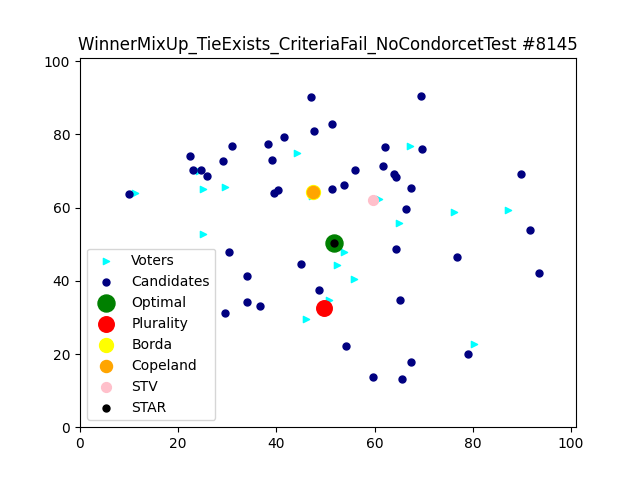 WinnerMixUp_TieExists_CriteriaFail_NoCondorcetTest #8145
100
80
60
40
20
0
Voters
Candidates
Optimal
Plurality
Borda
Copeland
STV
STAR
0 20 40 60 80 100